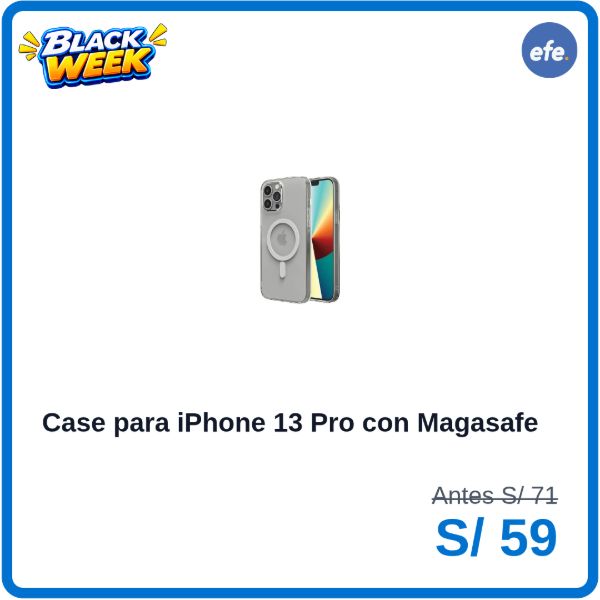 BLACK
WEEK
efe.
Case para iPhone 13 Pro con Magasafe
Antes S/ 71
S/ 59